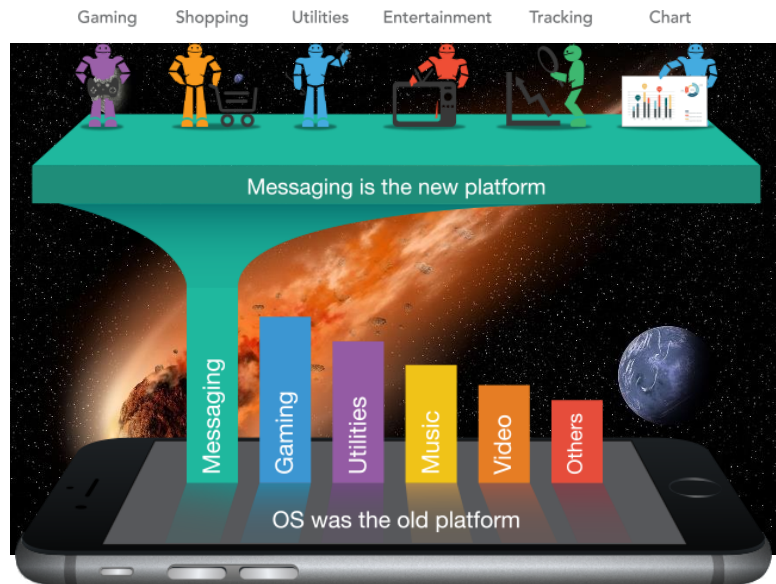 Gaming
Shopping
Utilities
Entertainment
Tracking
Chart
Messaging is the new platform
Messaging
Gaming
Utilities
Music
Video
Others
OS was the old platform